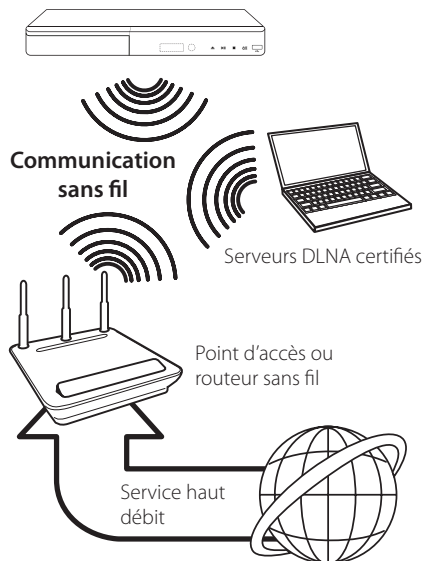 Communication
sans fil
Serveurs DLNA certifiés
Point d'accès ou
routeur sans fil
Service haut
débit